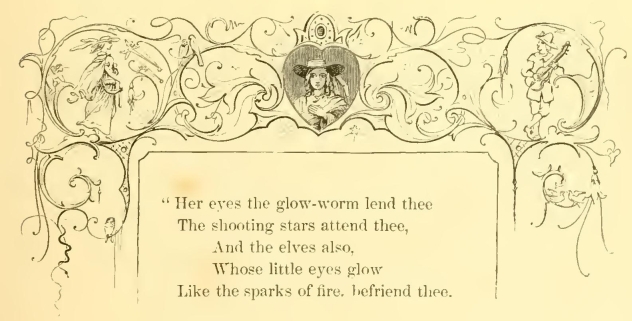 “ Her eyes the glow-worm lend thee
The shooting stars attend thee,
And the elves also,
Whose little eyes glow
Like the sparks of fire. befriend thee.